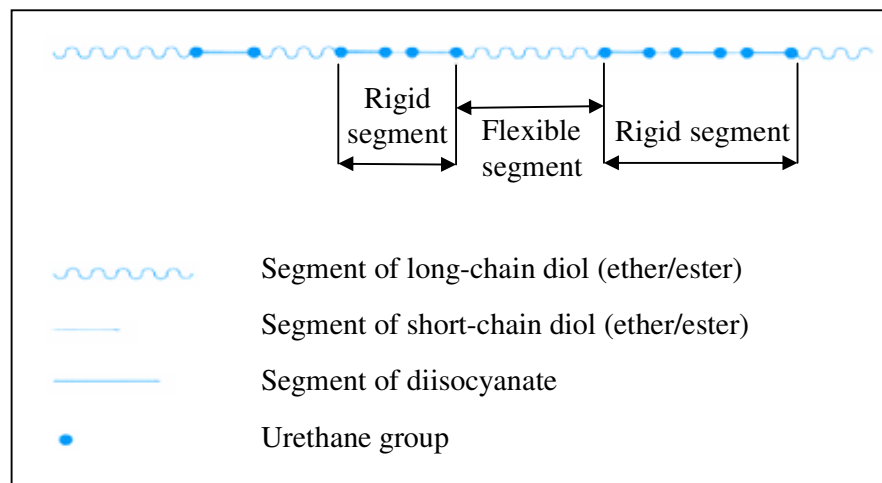 Rigid
segment
Flexible
segment
Rigid segment
Segment of long-chain diol (ether/ester)
Segment of short-chain diol (ether/ester)
Segment of diisocyanate
Urethane group